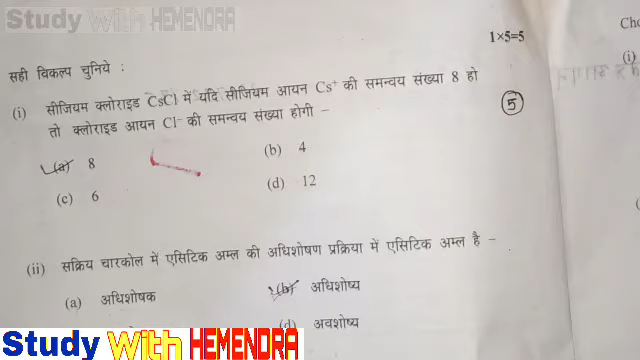 Study With HEMENDRA
1×5=5
Cho
सही विकल्प चुनिये :
(i)
(i) सीजियम क्लोराइड CsCl में यदि सीजियम आयन Cs⁺ की समन्वय संख्या 8 हो
तो क्लोराइड आयन Cl⁻ की समन्वय संख्या होगी –
5
(a) 8
(b) 4
(c) 6
(d) 12
(ii) सक्रिय चारकोल में एसिटिक अम्ल की अधिशोषण प्रक्रिया में एसिटिक अम्ल है –
(a) अधिशोषक
(b) अधिशोष्य
(d) अवशोष्य
Study With HEMENDRA